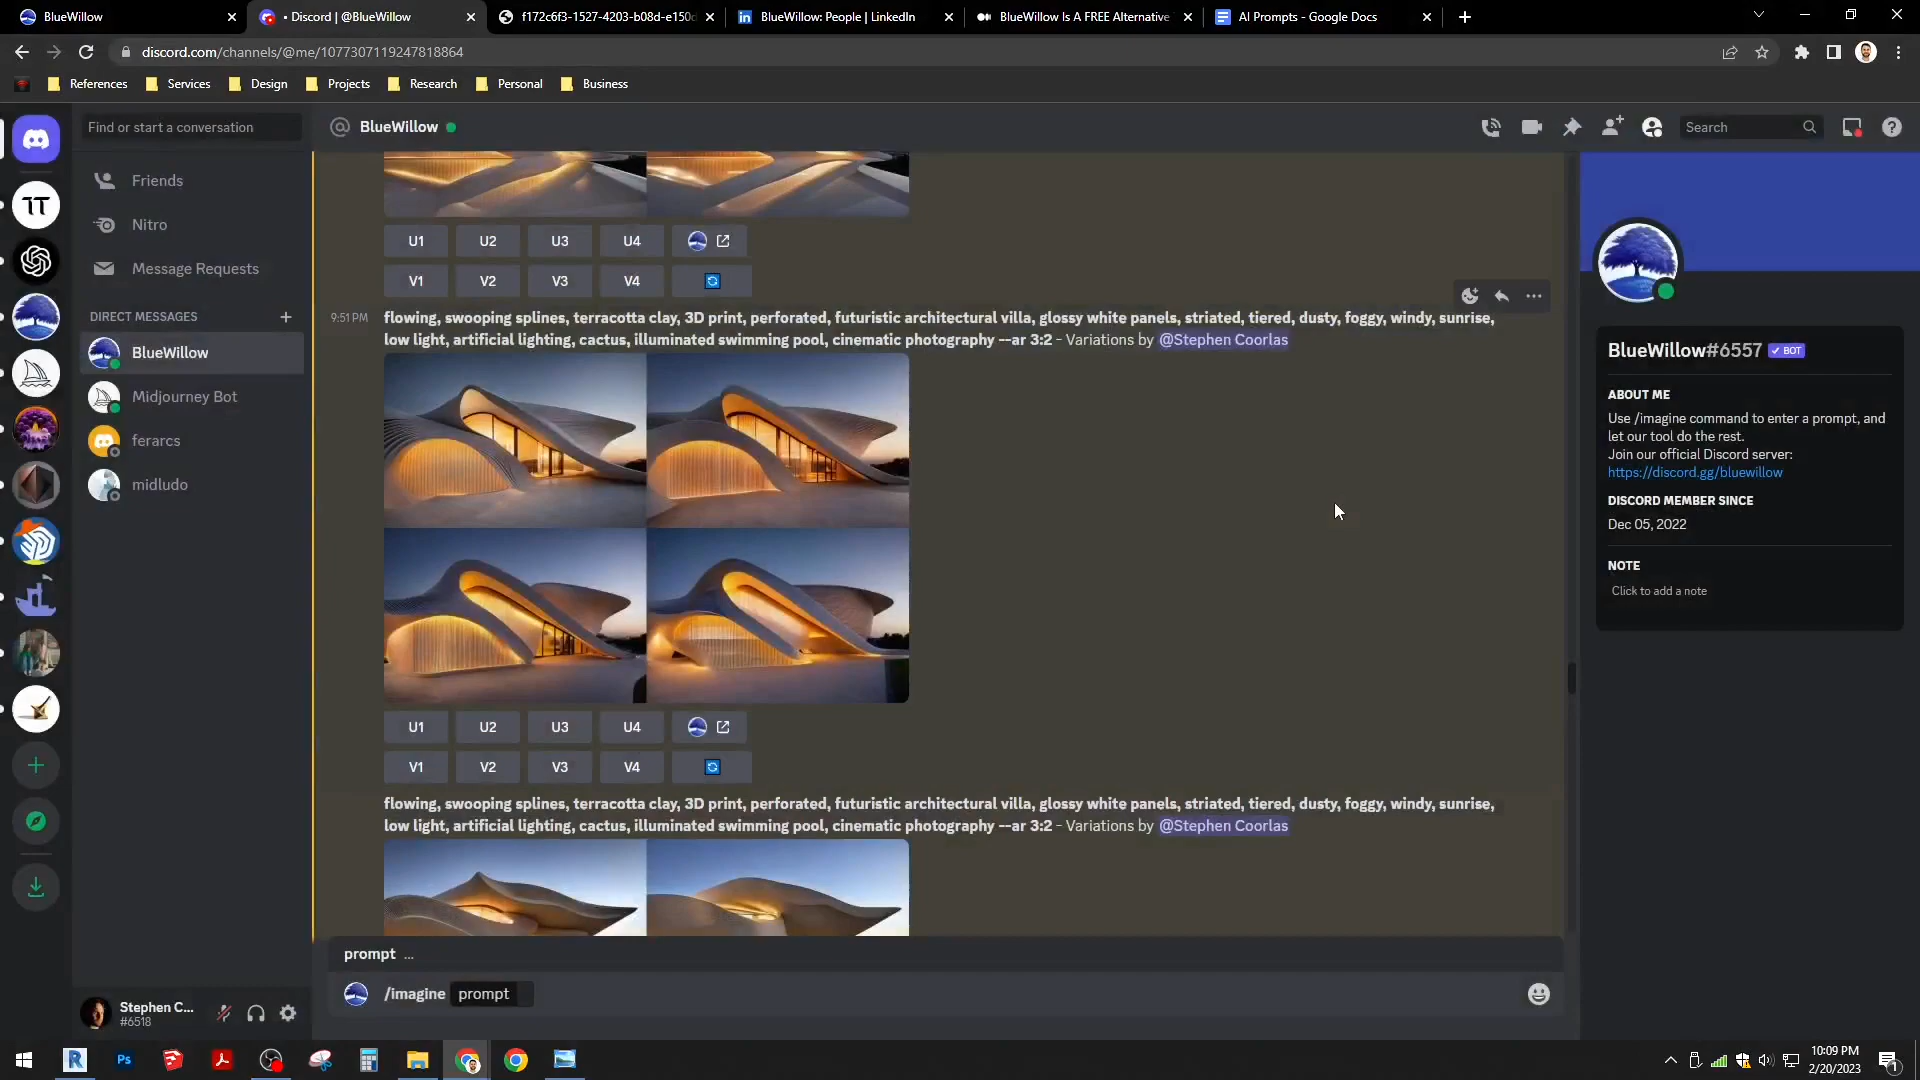 BlueWillow
• Discord | @BlueWillow
f172c6f3-1527-4203-b08d-e150
BlueWillow: People | LinkedIn
BlueWillow Is A FREE Alternative
AI Prompts - Google Docs
discord.com/channels/@me/1077307119247818864
References
Services
Design
Projects
Research
Personal
Business
Find or start a conversation
BlueWillow
Search
Friends
Nitro
Message Requests
DIRECT MESSAGES
BlueWillow
Midjourney Bot
ferarcs
midludo
U1 U2 U3 U4
V1 V2 V3 V4
9:51 PM
flowing, swooping splines, terracotta clay, 3D print, perforated, futuristic architectural villa, glossy white panels, striated, tiered, dusty, foggy, windy, sunrise,
low light, artificial lighting, cactus, illuminated swimming pool, cinematic photography --ar 3:2 - Variations by @Stephen Coorlas
U1 U2 U3 U4
V1 V2 V3 V4
flowing, swooping splines, terracotta clay, 3D print, perforated, futuristic architectural villa, glossy white panels, striated, tiered, dusty, foggy, windy, sunrise,
low light, artificial lighting, cactus, illuminated swimming pool, cinematic photography --ar 3:2 - Variations by @Stephen Coorlas
prompt ...
/imagine prompt
BlueWillow#6557 ✓ BOT
ABOUT ME
Use /imagine command to enter a prompt, and
let our tool do the rest.
Join our official Discord server:
https://discord.gg/bluewillow
DISCORD MEMBER SINCE
Dec 05, 2022
NOTE
Click to add a note
Stephen C...
#6518
R
Ps
10:09 PM
2/20/2023
1